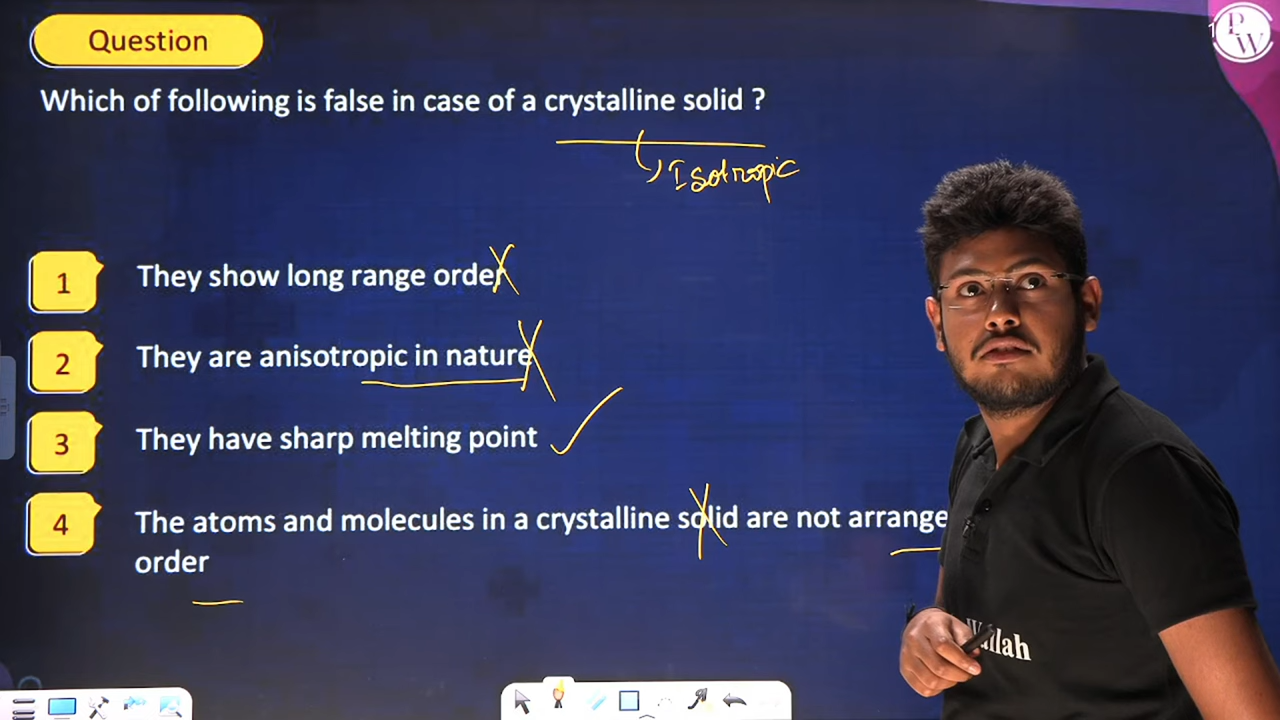 Question
PW
Which of following is false in case of a crystalline solid ?
Isotropic
1 They show long range order
2 They are anisotropic in nature
3 They have sharp melting point
4 The atoms and molecules in a crystalline solid are not arrange
order
Wallah